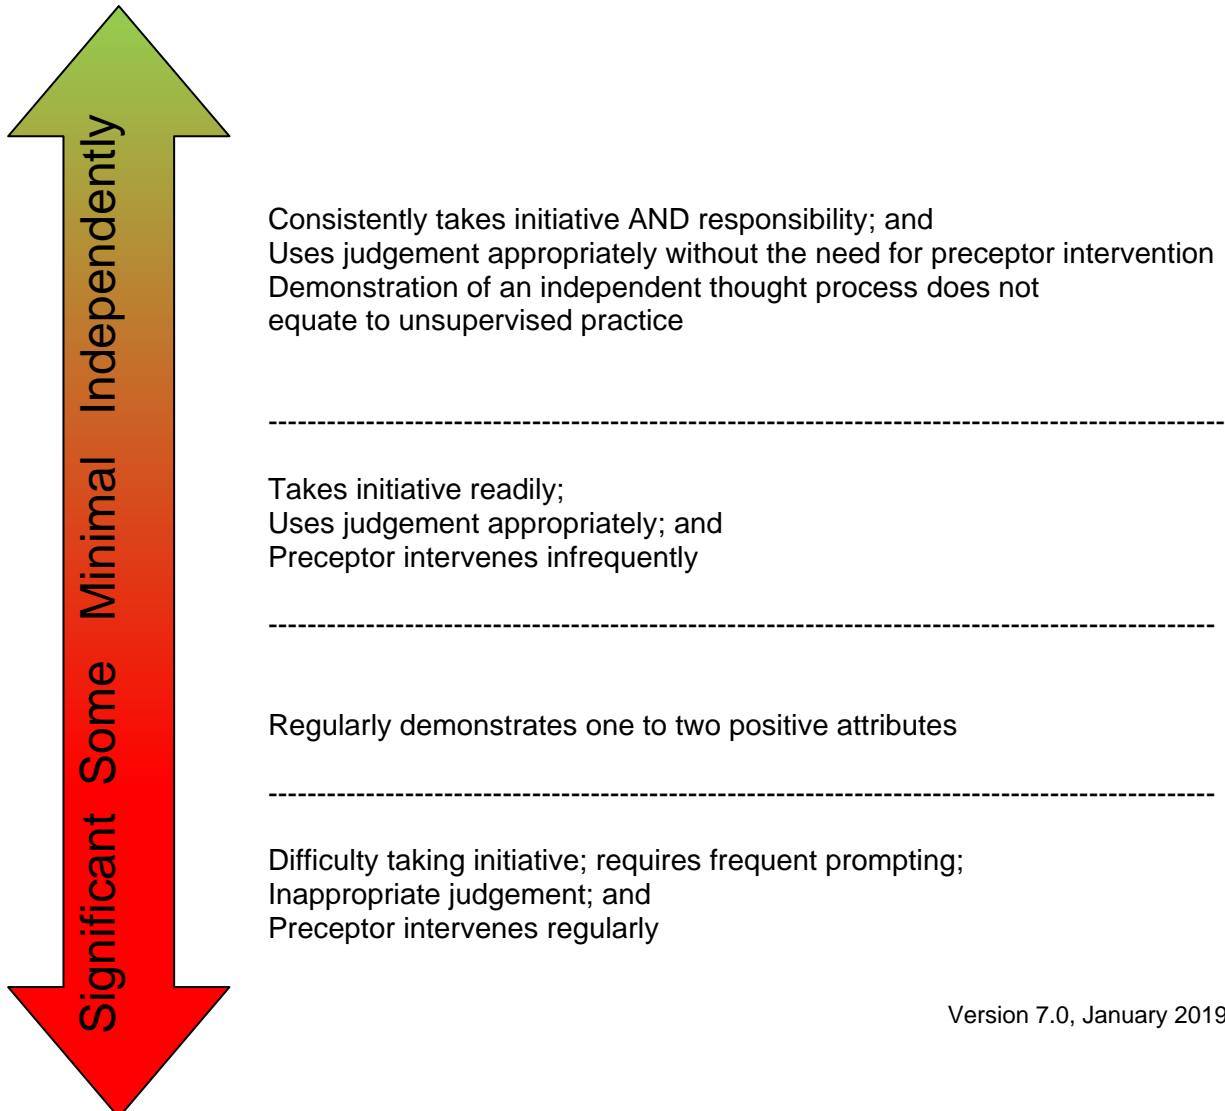 Significant Some Minimal Independently
Consistently takes initiative AND responsibility; and
Uses judgement appropriately without the need for preceptor intervention
Demonstration of an independent thought process does not
equate to unsupervised practice
------------------------------------------------------------------------------------------------
Takes initiative readily;
Uses judgement appropriately; and
Preceptor intervenes infrequently
-----------------------------------------------------------------------------------------------
Regularly demonstrates one to two positive attributes
-----------------------------------------------------------------------------------------------
Difficulty taking initiative; requires frequent prompting;
Inappropriate judgement; and
Preceptor intervenes regularly
Version 7.0, January 2019